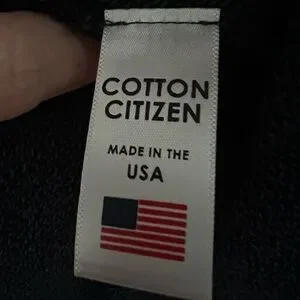 COTTON
CITIZEN
MADE IN THE
USA